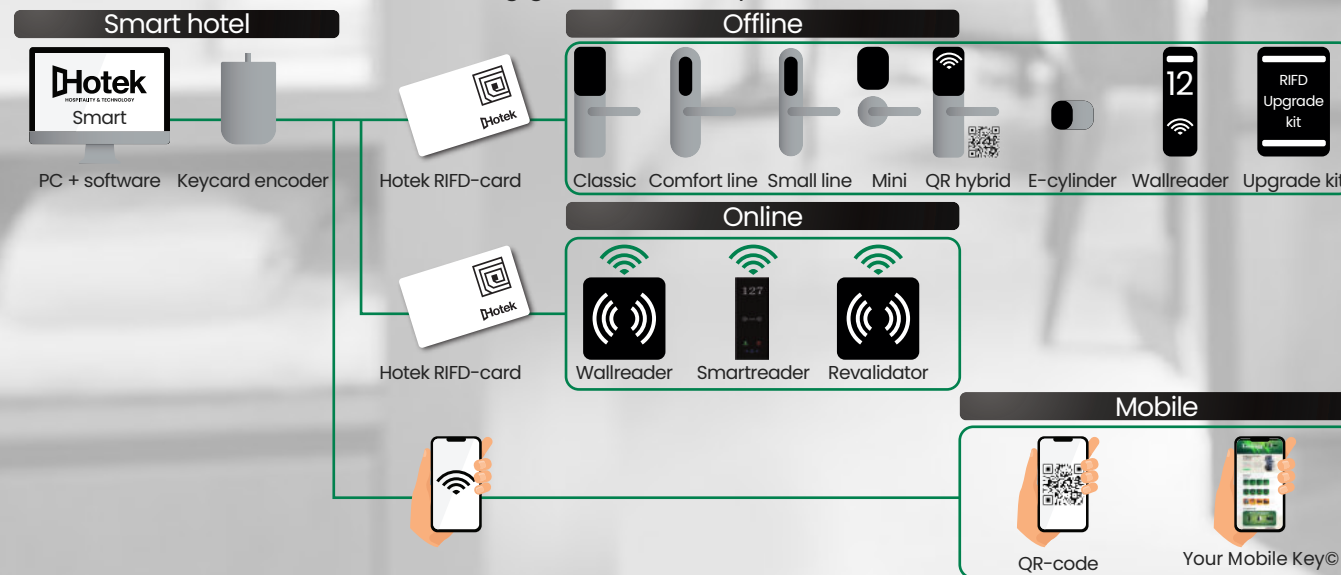 Smart hotel
Offline
Hotek
HOSPITALITY & TECHNOLOGY
Smart
Hotek
12
RIFD
Upgrade
kit
PC + software
Keycard encoder
Hotek RIFD-card
Classic
Comfort line
Small line
Mini
QR hybrid
E-cylinder
Wallreader
Upgrade kit
Online
Hotek
127
Hotek RIFD-card
Wallreader
Smartreader
Revalidator
Mobile
QR-code
Your Mobile Key©